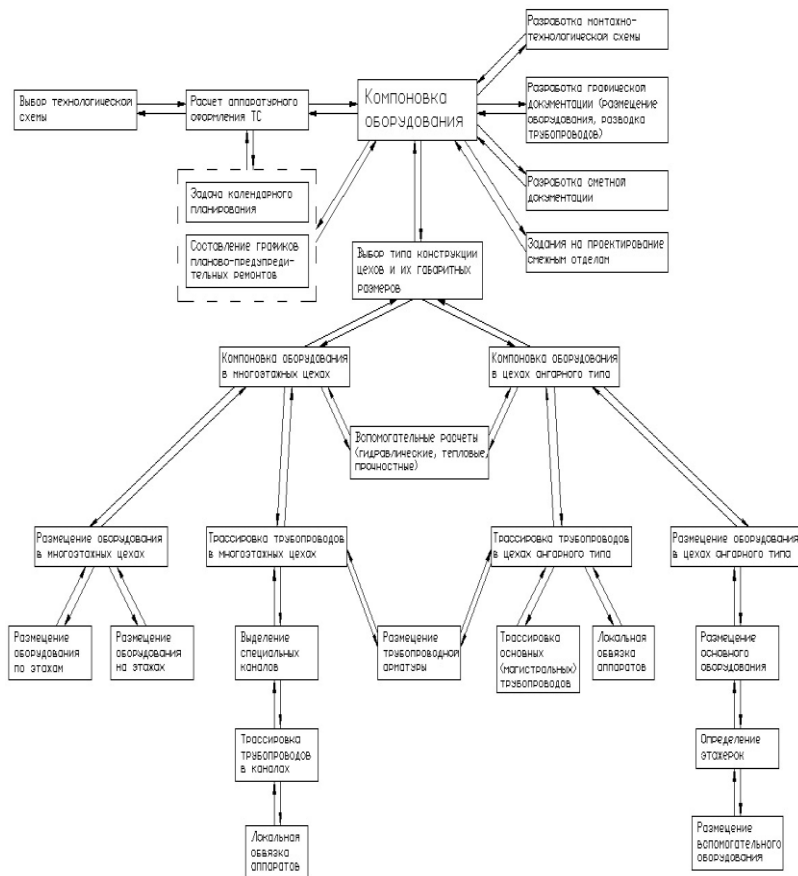 Разработка монтажно-
технологической схемы
Выбор технологической
схемы
Расчет аппаратурного
оформления ТС
Компоновка
оборудования
Разработка графической
документации (размещение
оборудования, разводка
трубопроводов)
Задача календарного
планирования
Разработка сметной
документации
Составление графиков
планово-предупреди-
тельных ремонтов
Выбор типа конструкции
цехов и их габаритных
размеров
Задания на проектирование
смежным отделам
Компоновка оборудования
в многоэтажных цехах
Компоновка оборудования
в цехах ангарного типа
Вспомогательные расчеты
(гидравлические, тепловые,
прочностные)
Размещение оборудования
в многоэтажных цехах
Трассировка трубопроводов
в многоэтажных цехах
Трассировка трубопроводов
в цехах ангарного типа
Размещение оборудования
в цехах ангарного типа
Размещение
оборудования
по этажам
Размещение
оборудования
на этажах
Выделение
специальных
каналов
Размещение
трубопроводной
арматуры
Трассировка
основных
(магистральных)
трубопроводов
Локальная
обвязка
аппаратов
Размещение
основного
оборудования
Трассировка
трубопроводов
в каналах
Определение
этажерок
Локальная
обвязка
аппаратов
Размещение
вспомогательного
оборудования